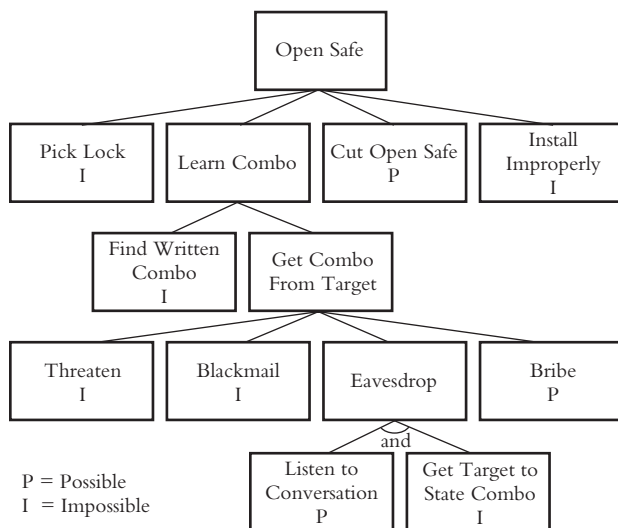 Open Safe
Pick Lock
I
Learn Combo
Cut Open Safe
P
Install
Improperly
I
Find Written
Combo
I
Get Combo
From Target
Threaten
I
Blackmail
I
Eavesdrop
Bribe
P
and
Listen to
Conversation
P
Get Target to
State Combo
I
P = Possible
I = Impossible